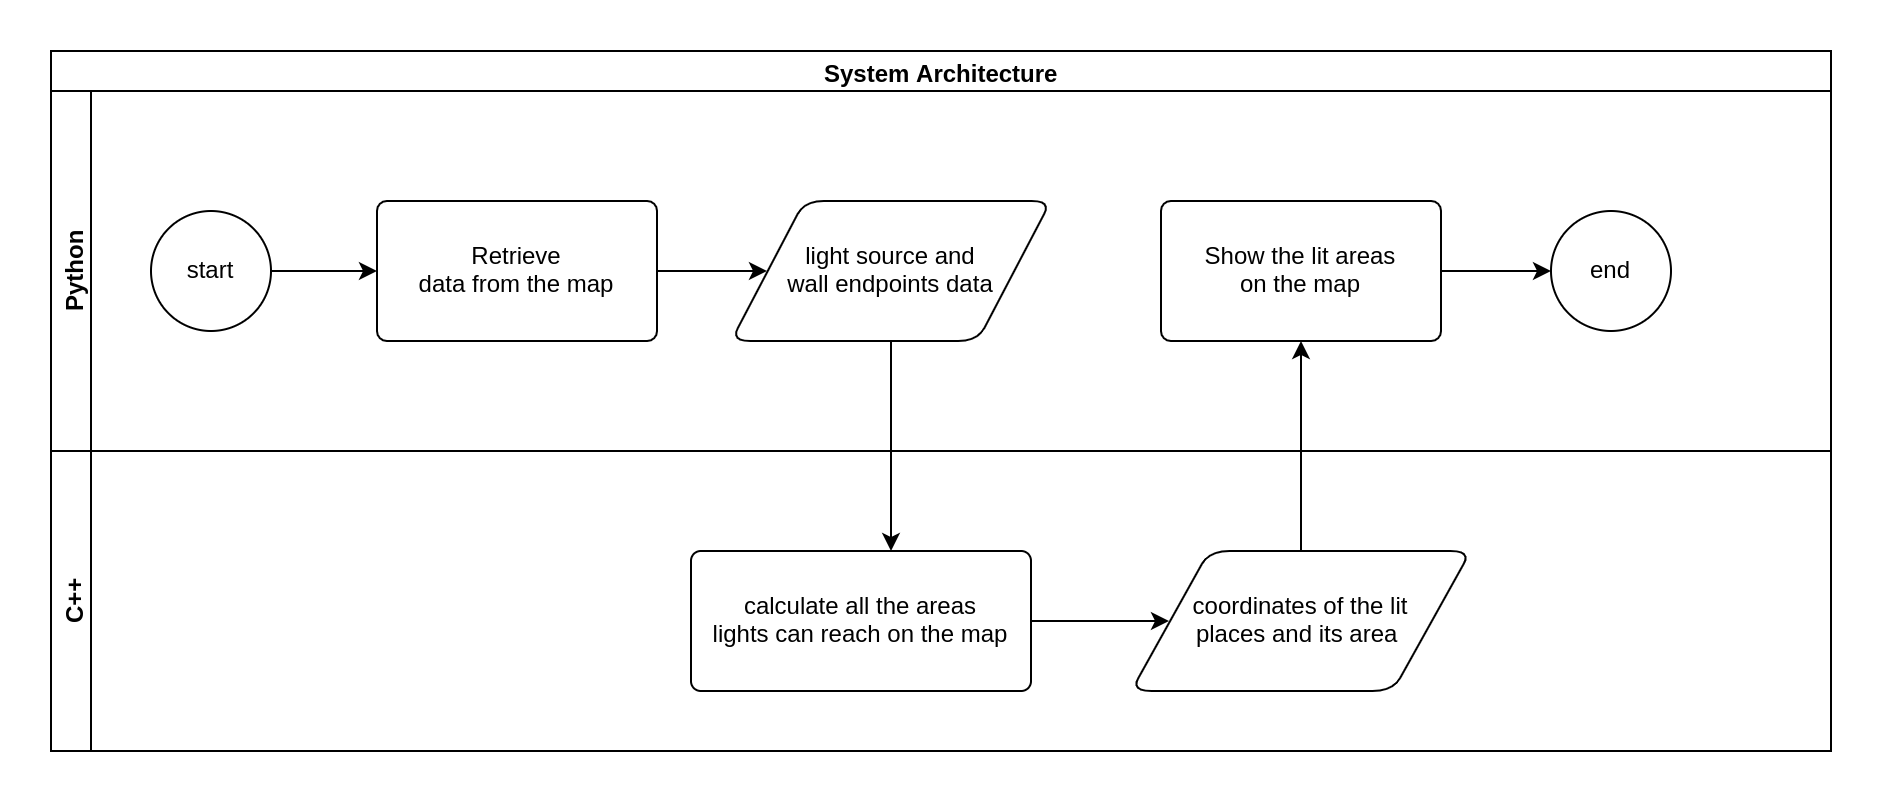 System Architecture
Python
start
Retrieve
data from the map
light source and
wall endpoints data
Show the lit areas
on the map
end
C++
calculate all the areas
lights can reach on the map
coordinates of the lit
places and its area